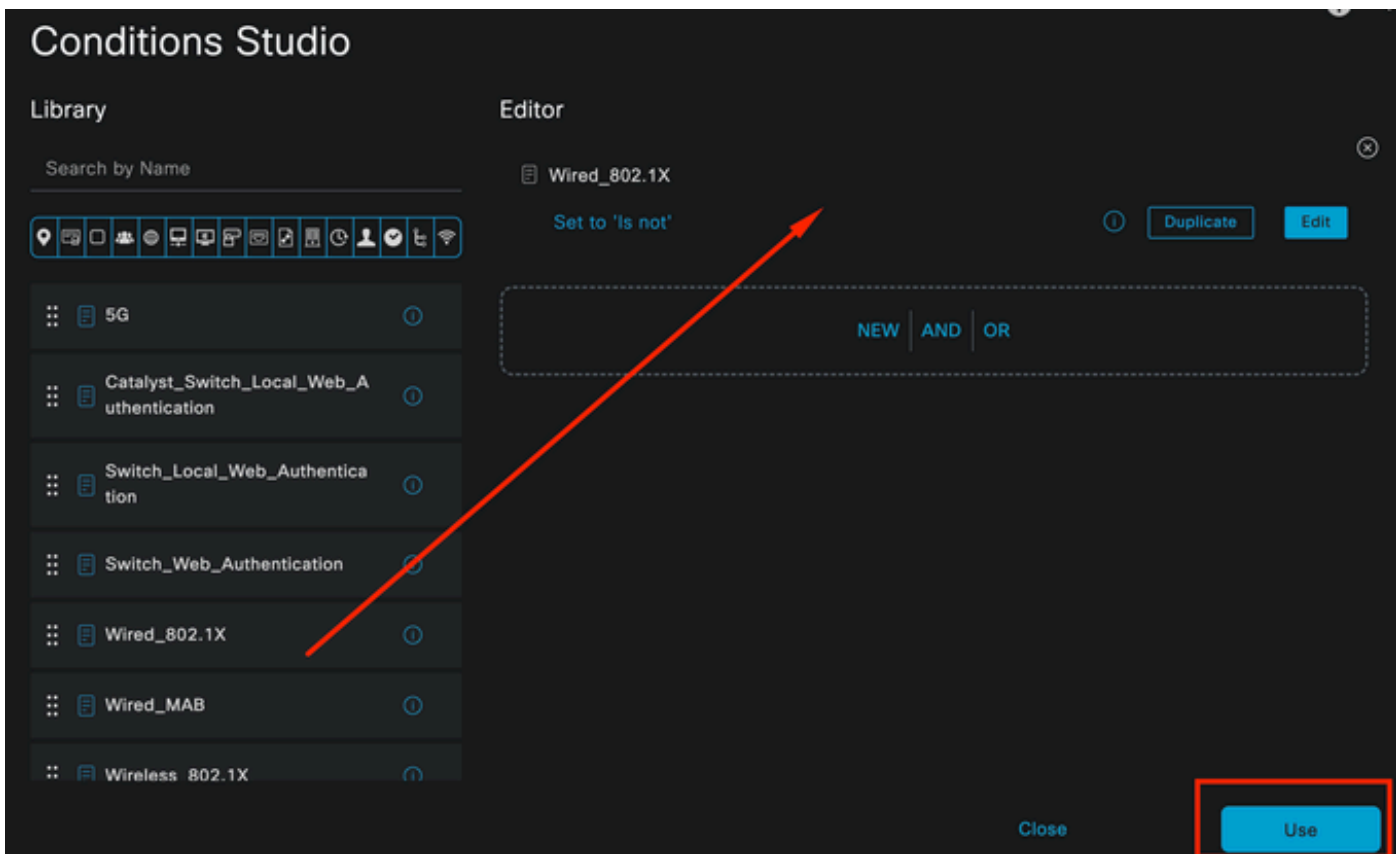 Conditions Studio
Library
Search by Name
5G
Catalyst_Switch_Local_Web_A
uthentication
Switch_Local_Web_Authentica
tion
Switch_Web_Authentication
Wired_802.1X
Wired_MAB
Wireless_802.1X
Editor
Wired_802.1X
Set to 'Is not'
Duplicate
Edit
NEW
AND
OR
Close
Use